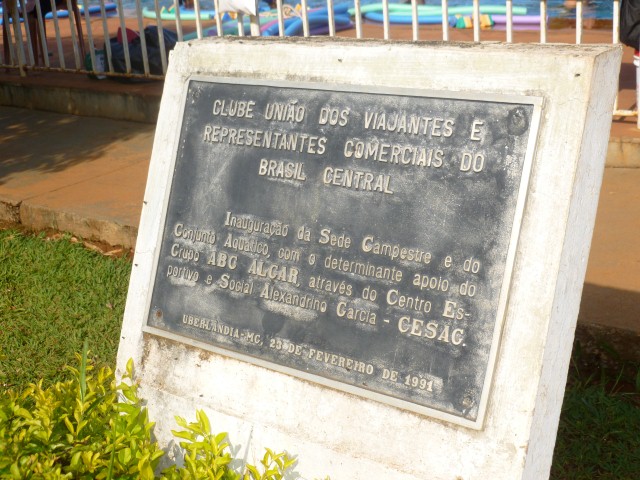 CLUBE UNIÃO DOS VIAJANTES E
REPRESENTANTES COMERCIAIS DO
BRASIL CENTRAL
Inauguração da Sede Campestre e do
Conjunto Aquático com o determinante apoio do
Grupo ABC ALGAR, através do Centro Es-
portivo e Social Alexandrino Garcia - CESAG.
UBERLÂNDIA-MG, 23 DE FEVEREIRO DE 1991